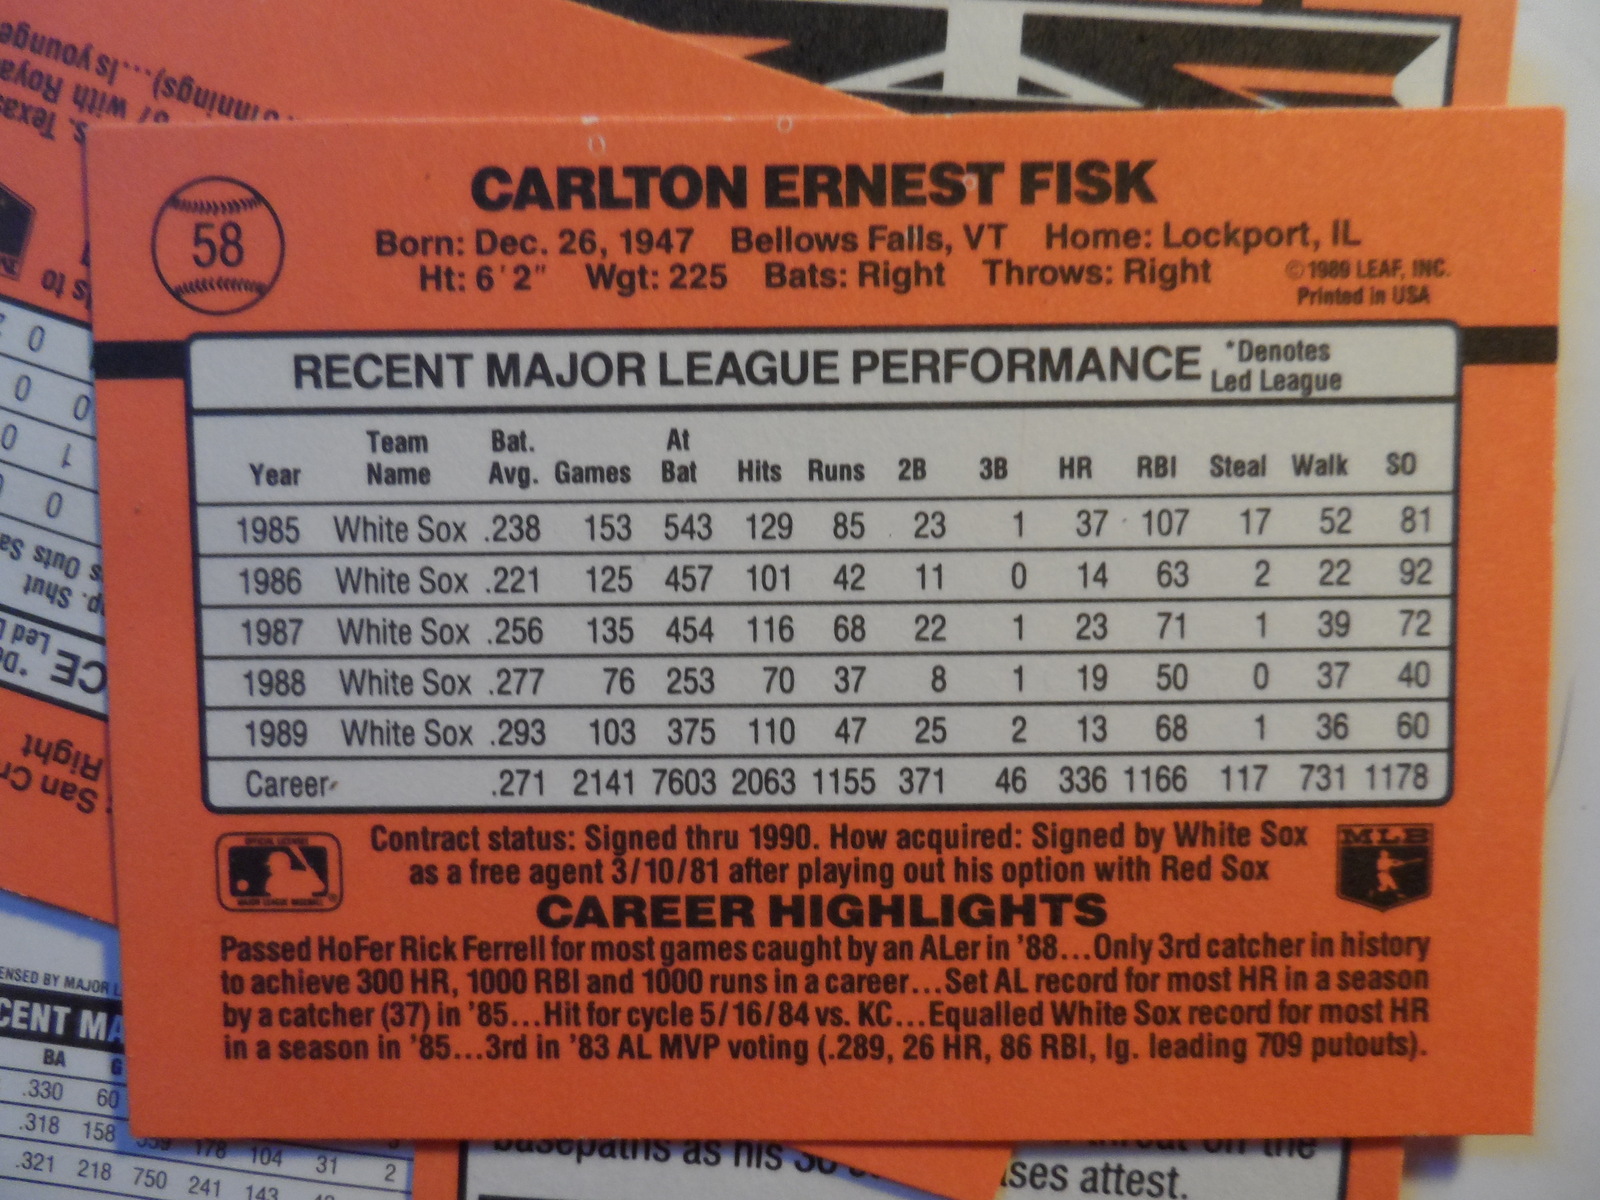 58
CARLTON ERNEST FISK
Born: Dec. 26, 1947 Bellows Falls, VT Home: Lockport, IL
Ht: 6'2" Wgt: 225 Bats: Right Throws: Right
©1989 LEAF, INC.
Printed in USA
RECENT MAJOR LEAGUE PERFORMANCE *Denotes Led League
Year Team Name Bat. Avg. Games At Bat Hits Runs 2B 3B HR RBI Steal Walk SO
1985 White Sox .238 153 543 129 85 23 1 37 107 17 52 81
1986 White Sox .221 125 457 101 42 11 0 14 63 2 22 92
1987 White Sox .256 135 454 116 68 22 1 23 71 1 39 72
1988 White Sox .277 76 253 70 37 8 1 19 50 0 37 40
1989 White Sox .293 103 375 110 47 25 2 13 68 1 36 60
Career .271 2141 7603 2063 1155 371 46 336 1166 117 731 1178
Contract status: Signed thru 1990. How acquired: Signed by White Sox
as a free agent 3/10/81 after playing out his option with Red Sox
MLB
CAREER HIGHLIGHTS
Passed HoFer Rick Ferrell for most games caught by an ALer in '88...Only 3rd catcher in history
to achieve 300 HR, 1000 RBI and 1000 runs in a career...Set AL record for most HR in a season
by a catcher (37) in '85...Hit for cycle 5/16/84 vs. KC...Equalled White Sox record for most HR
in a season in '85...3rd in '83 AL MVP voting (.289, 26 HR, 86 RBI, lg. leading 709 putouts).
BA G
.330 60
.318 158 178 104
.321 218 750 241 143
31 2
basepaths as his
attest.